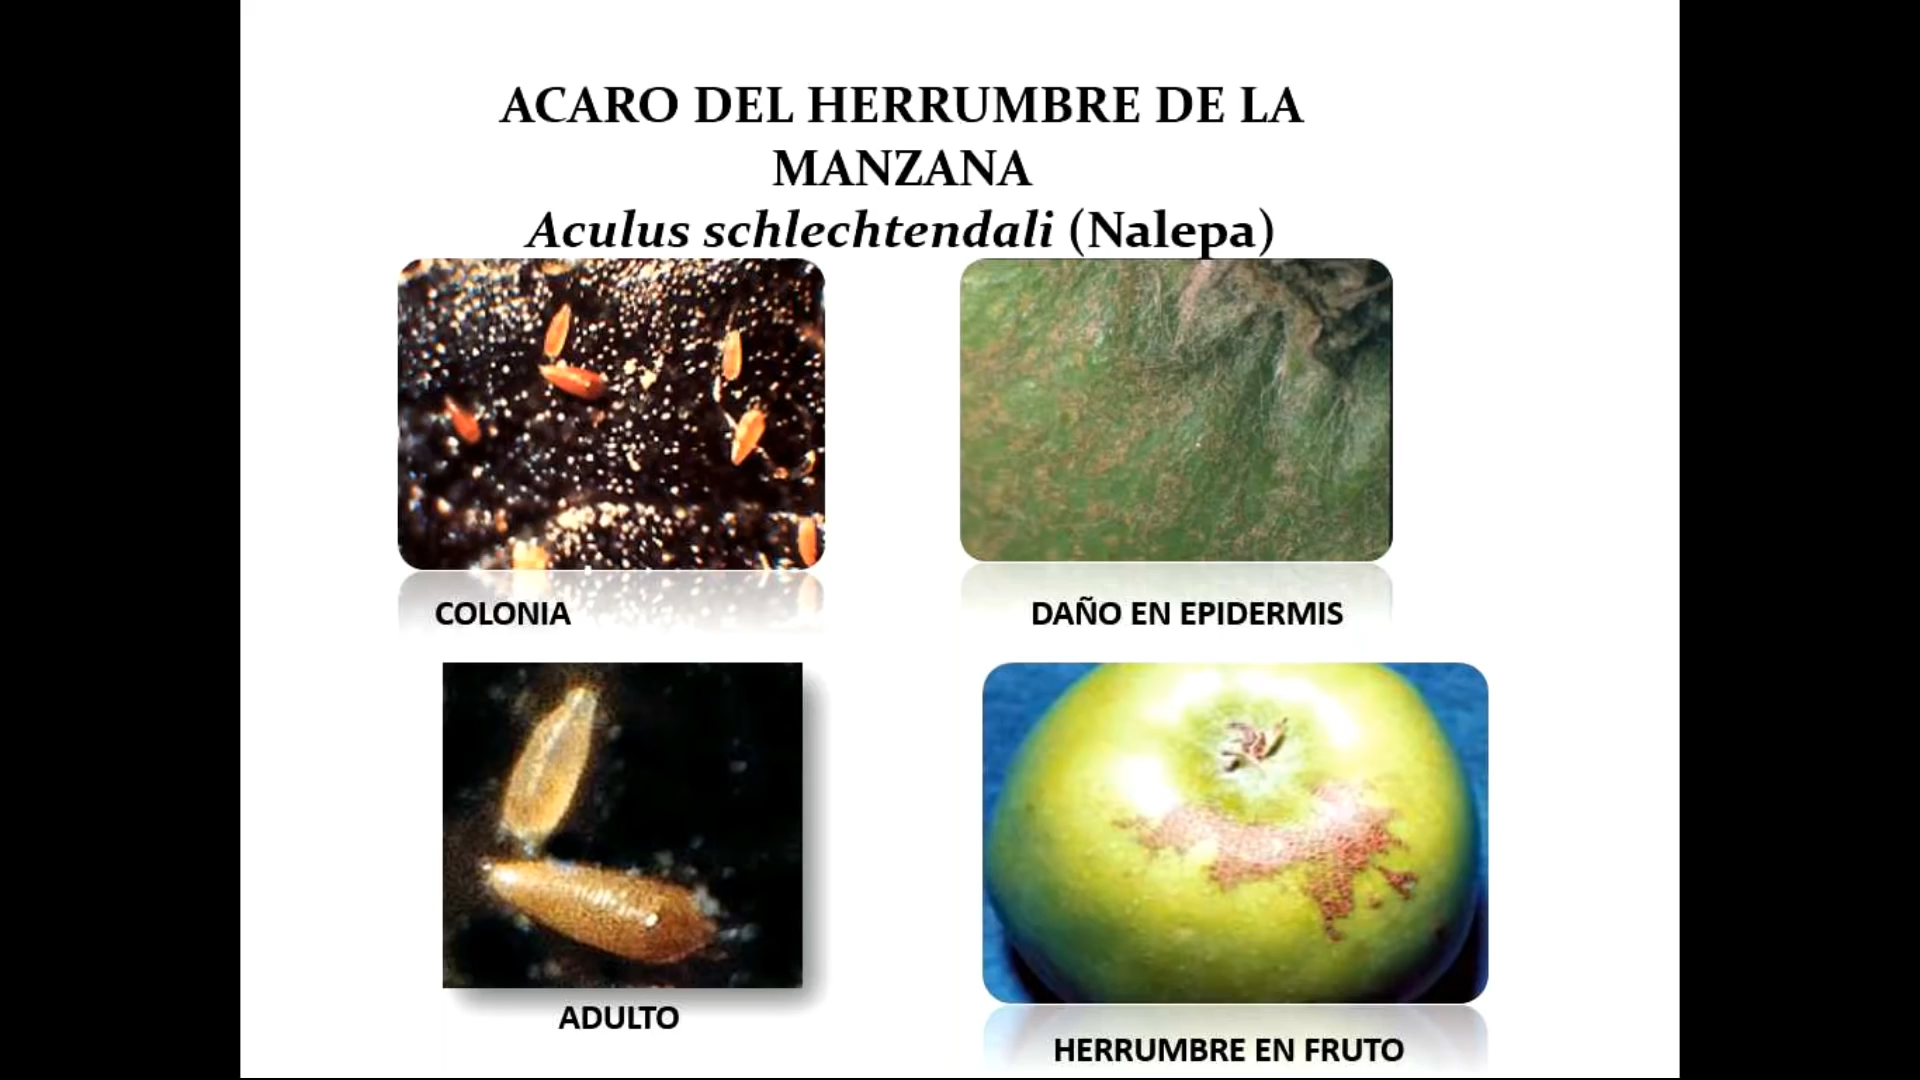 ACARO DEL HERRUMBRE DE LA
MANZANA
Aculus schlechtendali (Nalepa)
COLONIA
DAÑO EN EPIDERMIS
ADULTO
HERRUMBRE EN FRUTO